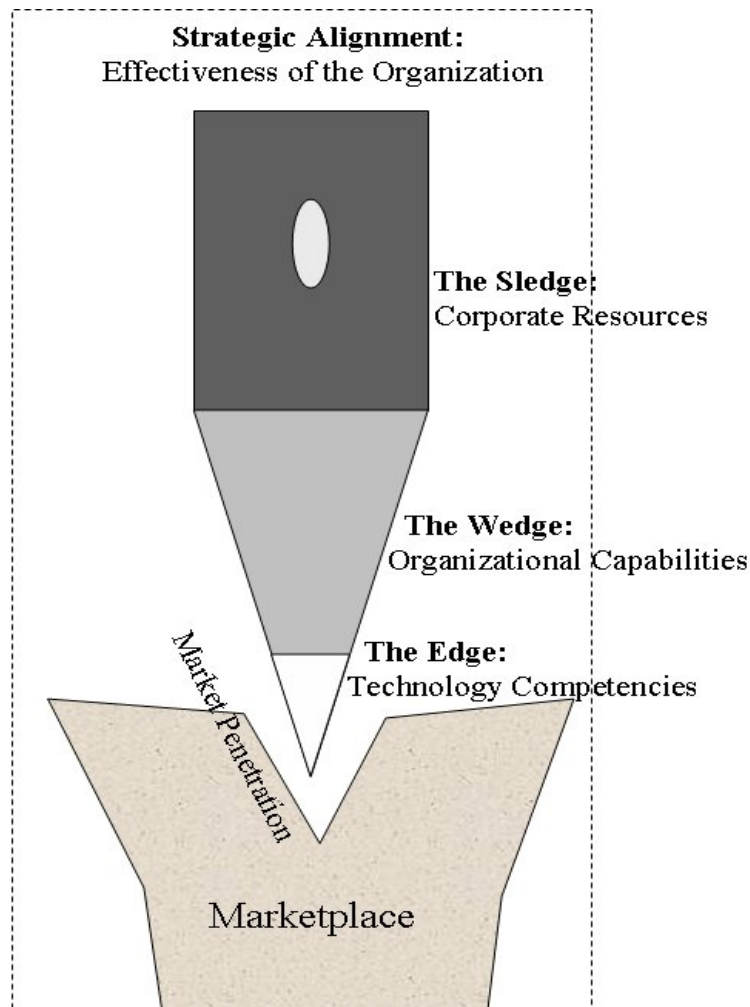 Strategic Alignment:
Effectiveness of the Organization
The Sledge:
Corporate Resources
The Wedge:
Organizational Capabilities
The Edge:
Technology Competencies
Market Penetration
Marketplace